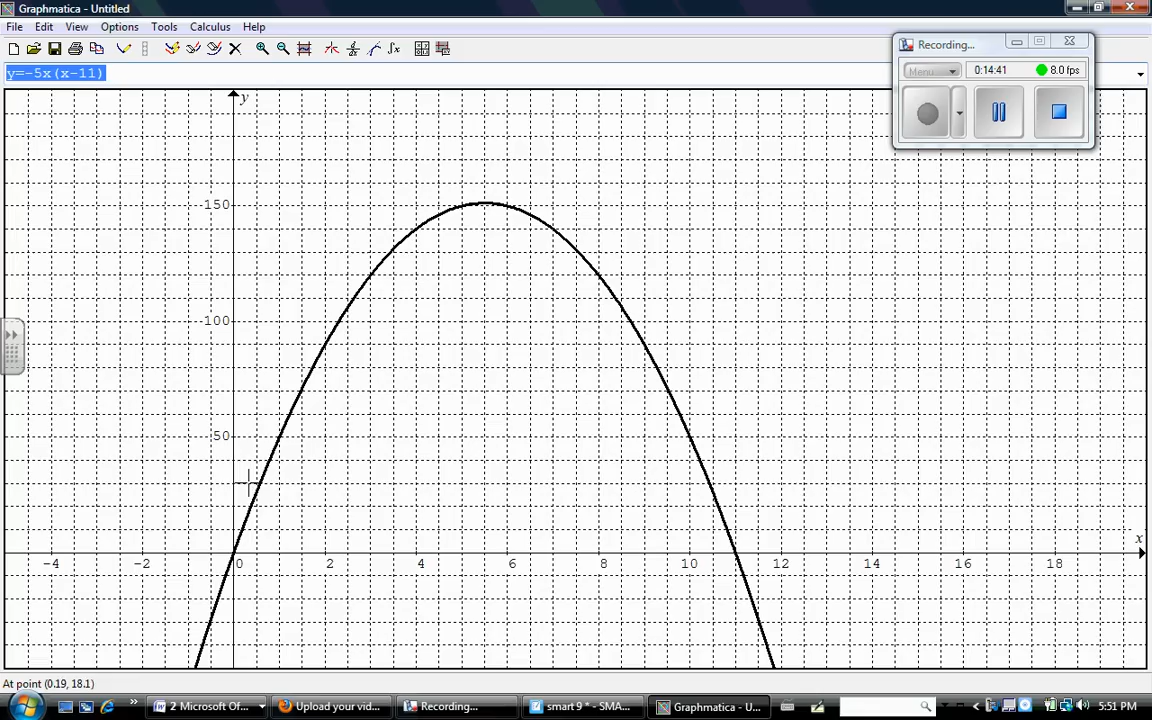 Graphmatica - Untitled
File Edit View Options Tools Calculus Help
Recording...
y=-5x(x-11)
Menu 0:14:41 8.0 fps
y
150
100
50
x
-4 -2 0 2 4 6 8 10 12 14 16 18
At point (0.19, 18.1)
2 Microsoft Of... Upload your vid... Recording... smart 9 * - SMA... Graphmatica - U... 5:51 PM